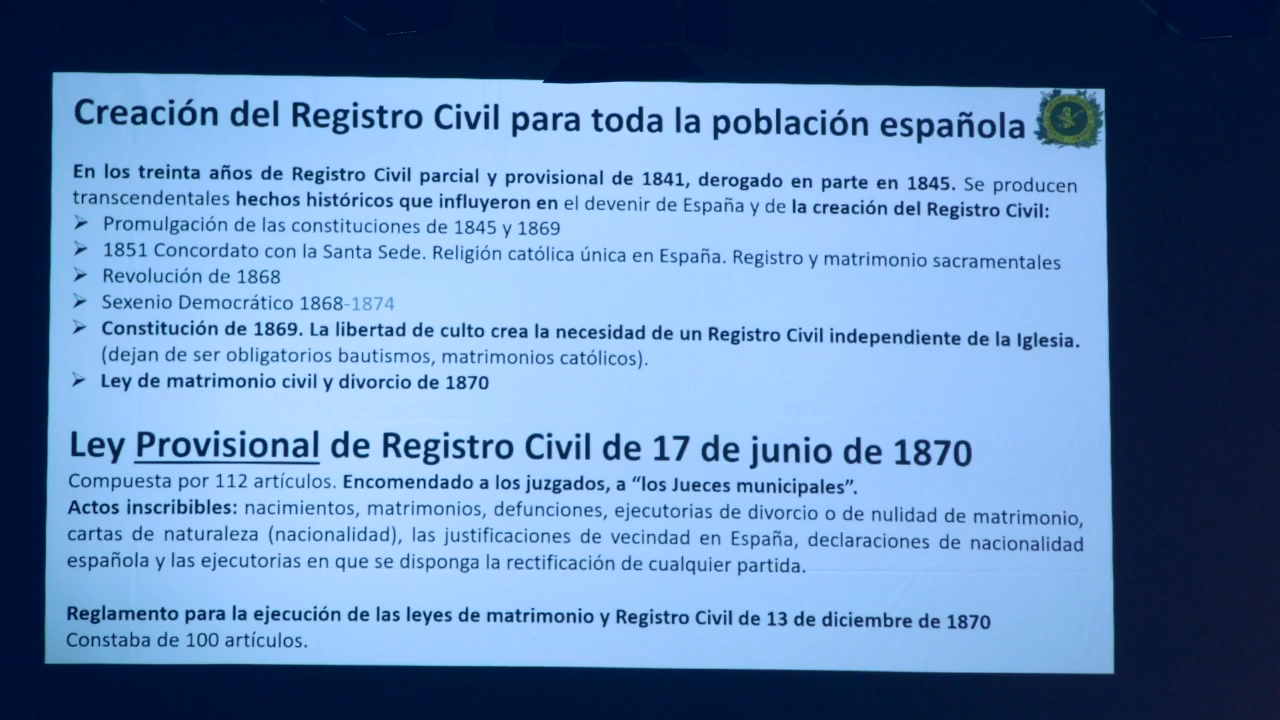 Creación del Registro Civil para toda la población española
En los treinta años de Registro Civil parcial y provisional de 1841, derogado en parte en 1845. Se producen
transcendentales hechos históricos que influyeron en el devenir de España y de la creación del Registro Civil:
➢ Promulgación de las constituciones de 1845 y 1869
➢ 1851 Concordato con la Santa Sede. Religión católica única en España. Registro y matrimonio sacramentales
➢ Revolución de 1868
➢ Sexenio Democrático 1868-1874
➢ Constitución de 1869. La libertad de culto crea la necesidad de un Registro Civil independiente de la Iglesia.
(dejan de ser obligatorios bautismos, matrimonios católicos).
➢ Ley de matrimonio civil y divorcio de 1870
Ley Provisional de Registro Civil de 17 de junio de 1870
Compuesta por 112 artículos. Encomendado a los juzgados, a “los Jueces municipales”.
Actos inscribibles: nacimientos, matrimonios, defunciones, ejecutorias de divorcio o de nulidad de matrimonio,
cartas de naturaleza (nacionalidad), las justificaciones de vecindad en España, declaraciones de nacionalidad
española y las ejecutorias en que se disponga la rectificación de cualquier partida.
Reglamento para la ejecución de las leyes de matrimonio y Registro Civil de 13 de diciembre de 1870
Constaba de 100 artículos.